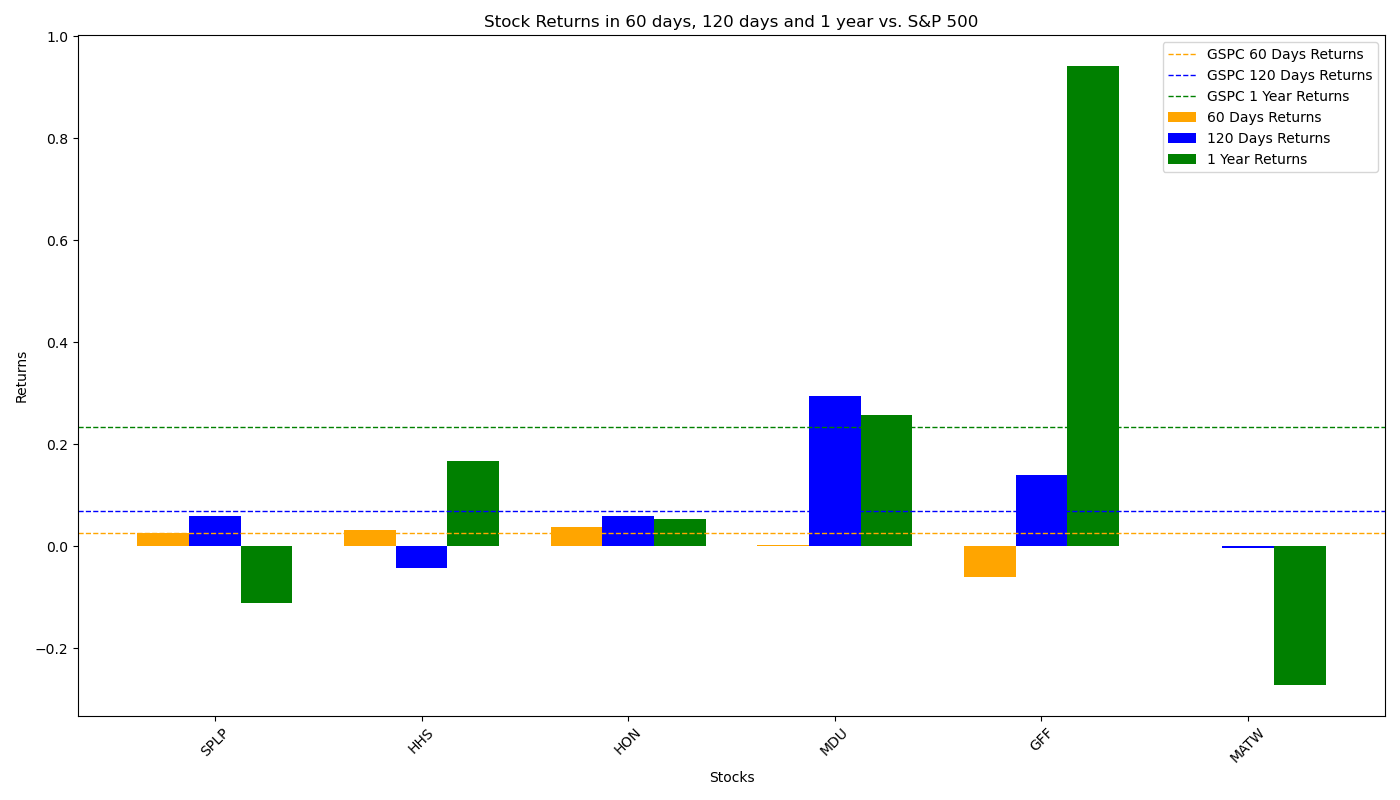 Stock Returns in 60 days, 120 days and 1 year vs. S&P 500
GSPC 60 Days Returns
GSPC 120 Days Returns
GSPC 1 Year Returns
60 Days Returns
120 Days Returns
1 Year Returns
Returns
1.0
0.8
0.6
0.4
0.2
0.0
−0.2
SPLP
HHS
HON
MDU
GFF
MATW
Stocks